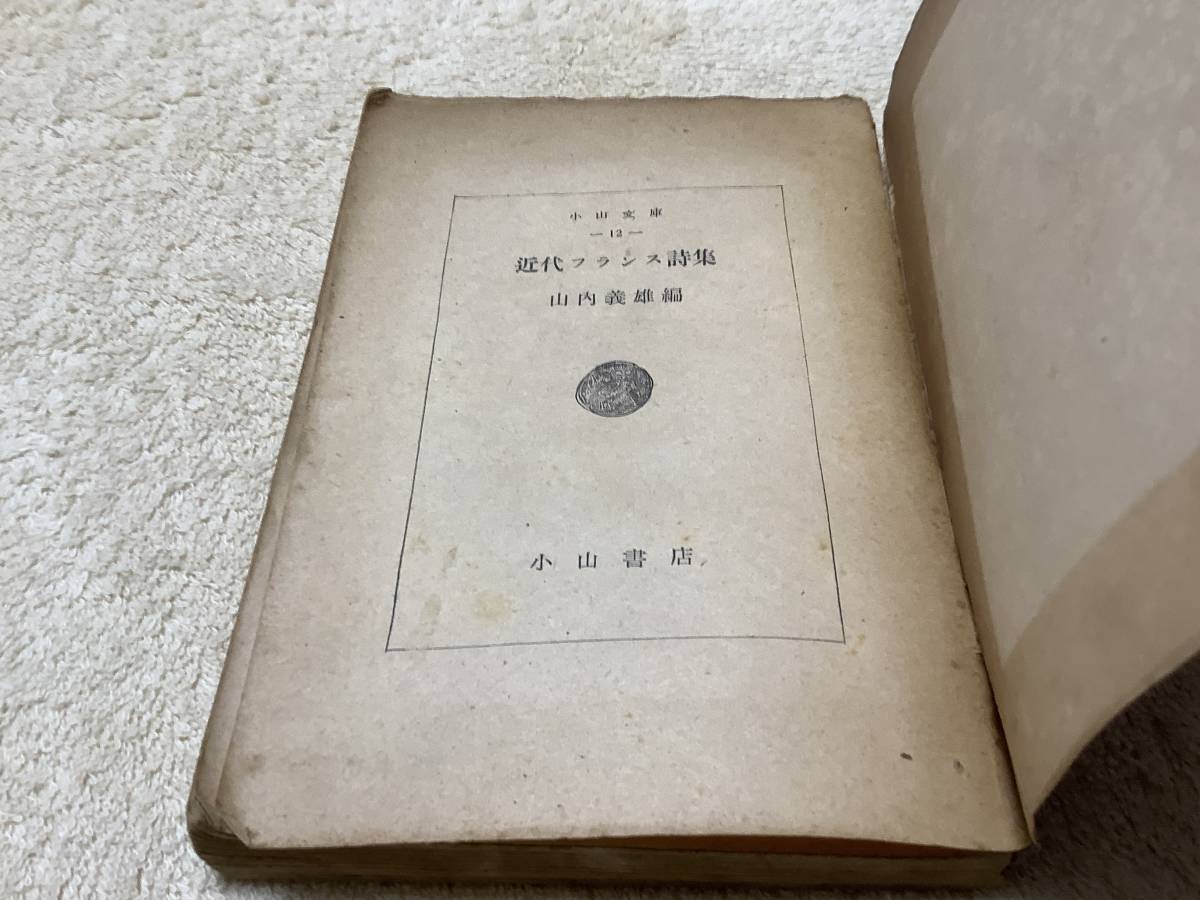 小山文庫
—12—
近代フランス詩集
山内義雄編
小山書店